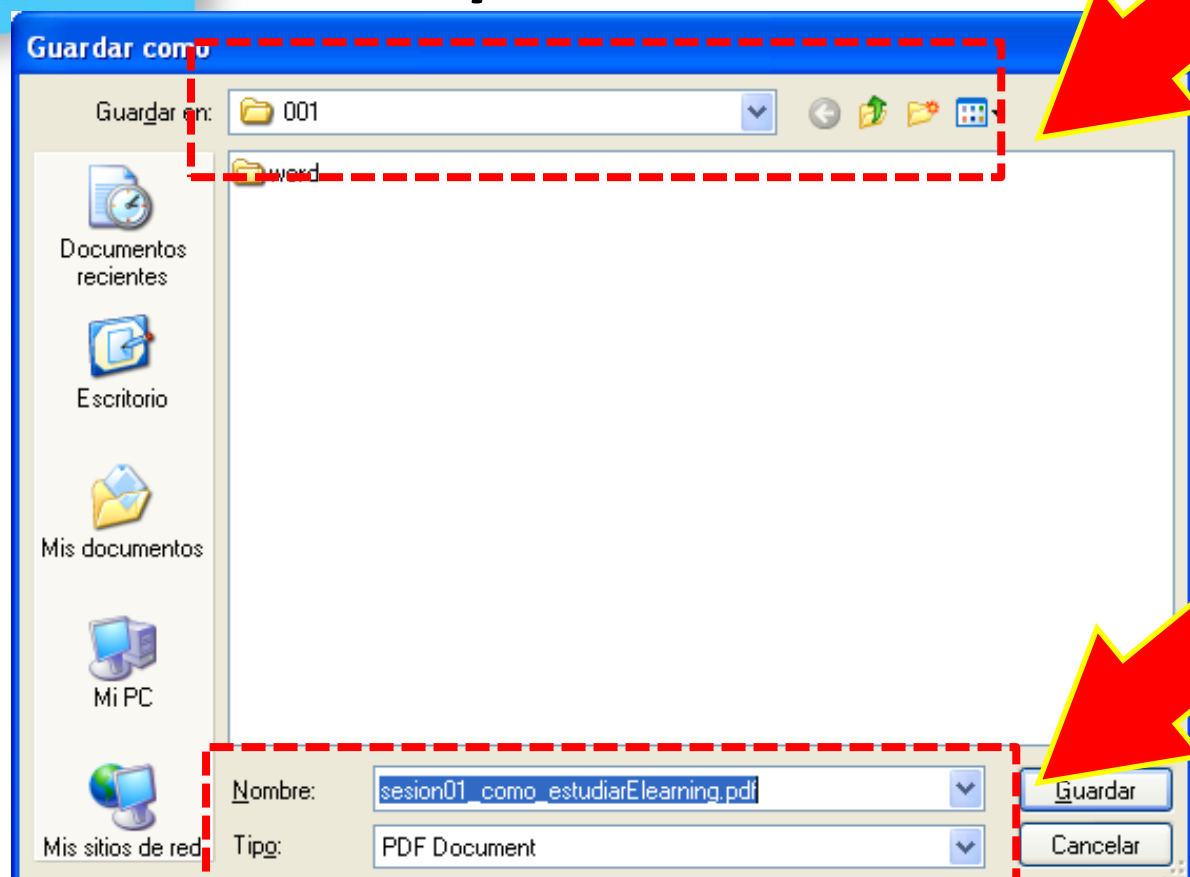 Guardar como
Guardar en:
001
word
Documentos
recientes
Escritorio
Mis documentos
Mi PC
Mis sitios de red
Nombre:
sesion01_como_estudiarElearning.pdf
Guardar
Tipo:
PDF Document
Cancelar